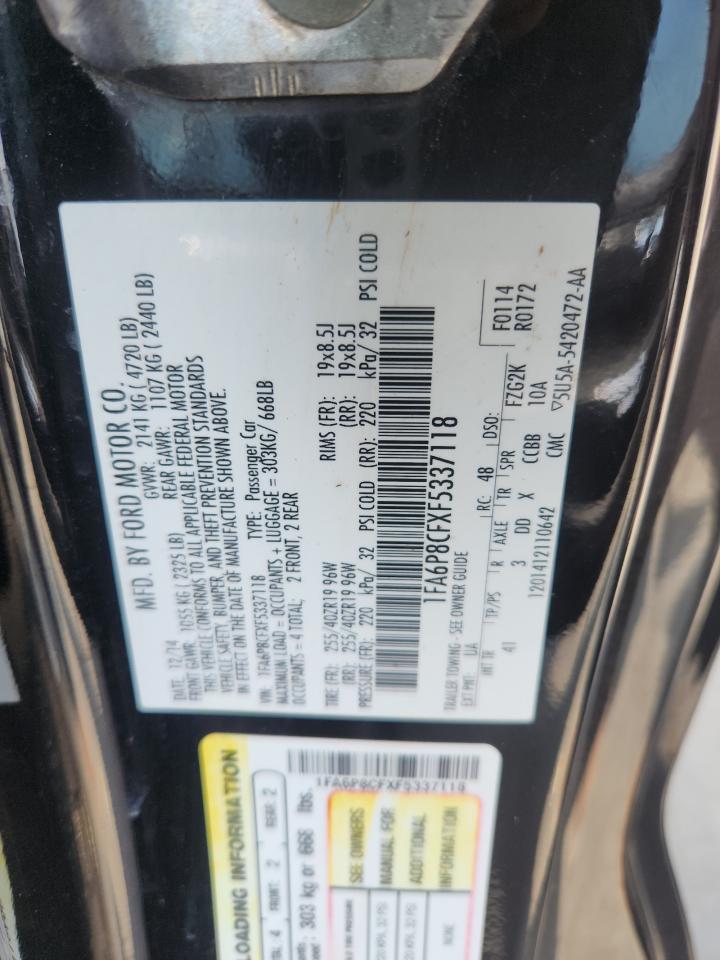 MFD. BY FORD MOTOR CO.
DATE: 12/14 GVWR: 2141 KG ( 4720 LB)
FRONT GAWR: 1055 KG ( 2325 LB) REAR GAWR: 1107 KG ( 2440 LB)
THIS VEHICLE CONFORMS TO ALL APPLICABLE FEDERAL MOTOR
VEHICLE SAFETY, BUMPER, AND THEFT PREVENTION STANDARDS
IN EFFECT ON THE DATE OF MANUFACTURE SHOWN ABOVE.
VIN: 1FA6P8CFXF5337118 TYPE: Passenger Car
MAXIMUM LOAD = OCCUPANTS + LUGGAGE = 303KG/ 668LB
OCCUPANTS = 4 TOTAL; 2 FRONT, 2 REAR
TIRE (FR): 255/40ZR19 96W RIMS (FR): 19x8.5J
(RR): 255/40ZR19 96W (RR): 19x8.5J
PRESSURE (FR): 220 kPa/ 32 PSI COLD (RR): 220 kPa/ 32 PSI COLD
1FA6P8CFXF5337118
TRAILER TOWING - SEE OWNER GUIDE
EXT PNT: UA RC: 48 DSO: F0114
R0172
INT TR TP/PS R AXLE TR SPR FZG2K
41 3 DD X CCBB 10A
1201412110642 CMC ▽5U5A-5420472-AA
1FA6P8CFXF5337118
LOADING INFORMATION
TAL 4 FRONT: 2 REAR: 2
303 kg or 668 lbs.
SEE OWNERS
MANUAL FOR
ADDITIONAL
INFORMATION
NONE